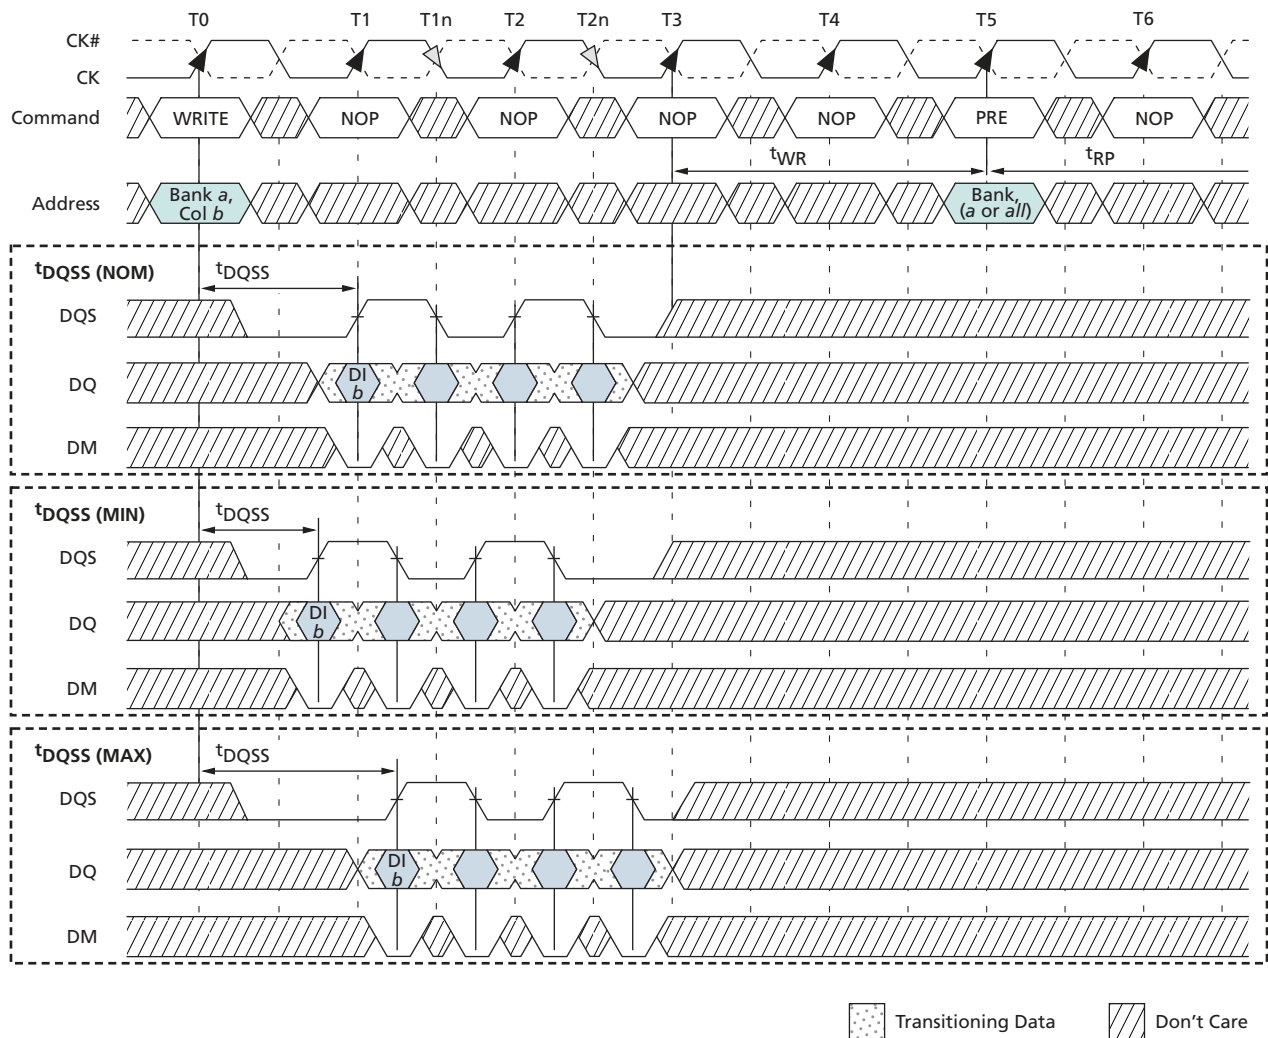 T0 T1 T1n T2 T2n T3 T4 T5 T6
CK#
CK
Command WRITE NOP NOP NOP NOP PRE NOP
tWR tRP
Address Bank a, Col b Bank, (a or all)
tDQSS (NOM) tDQSS
DQS
DQ DI b
DM
tDQSS (MIN) tDQSS
DQS
DQ DI b
DM
tDQSS (MAX) tDQSS
DQS
DQ DI b
DM
Transitioning Data Don't Care